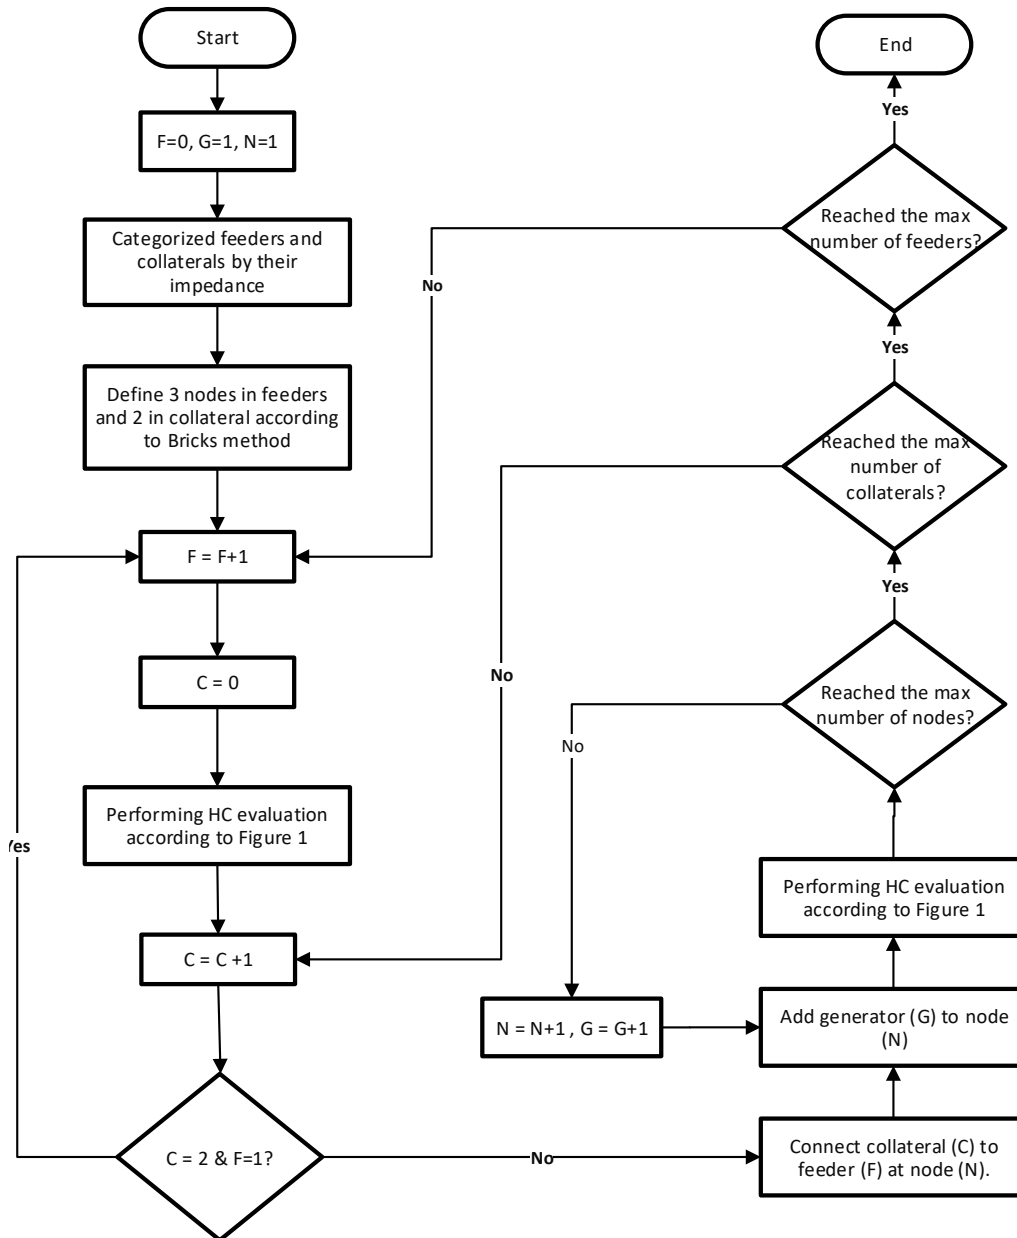 Start
F=0, G=1, N=1
Categorized feeders and
collaterals by their
impedance
Define 3 nodes in feeders
and 2 in collateral according
to Bricks method
F = F+1
C = 0
Performing HC evaluation
according to Figure 1
Yes
C = C +1
C = 2 & F=1?
No
Connect collateral (C) to
feeder (F) at node (N).
Add generator (G) to node
(N)
N = N+1 , G = G+1
Performing HC evaluation
according to Figure 1
No
Reached the max
number of nodes?
Yes
No
Reached the max
number of
collaterals?
Yes
No
Reached the max
number of feeders?
Yes
End